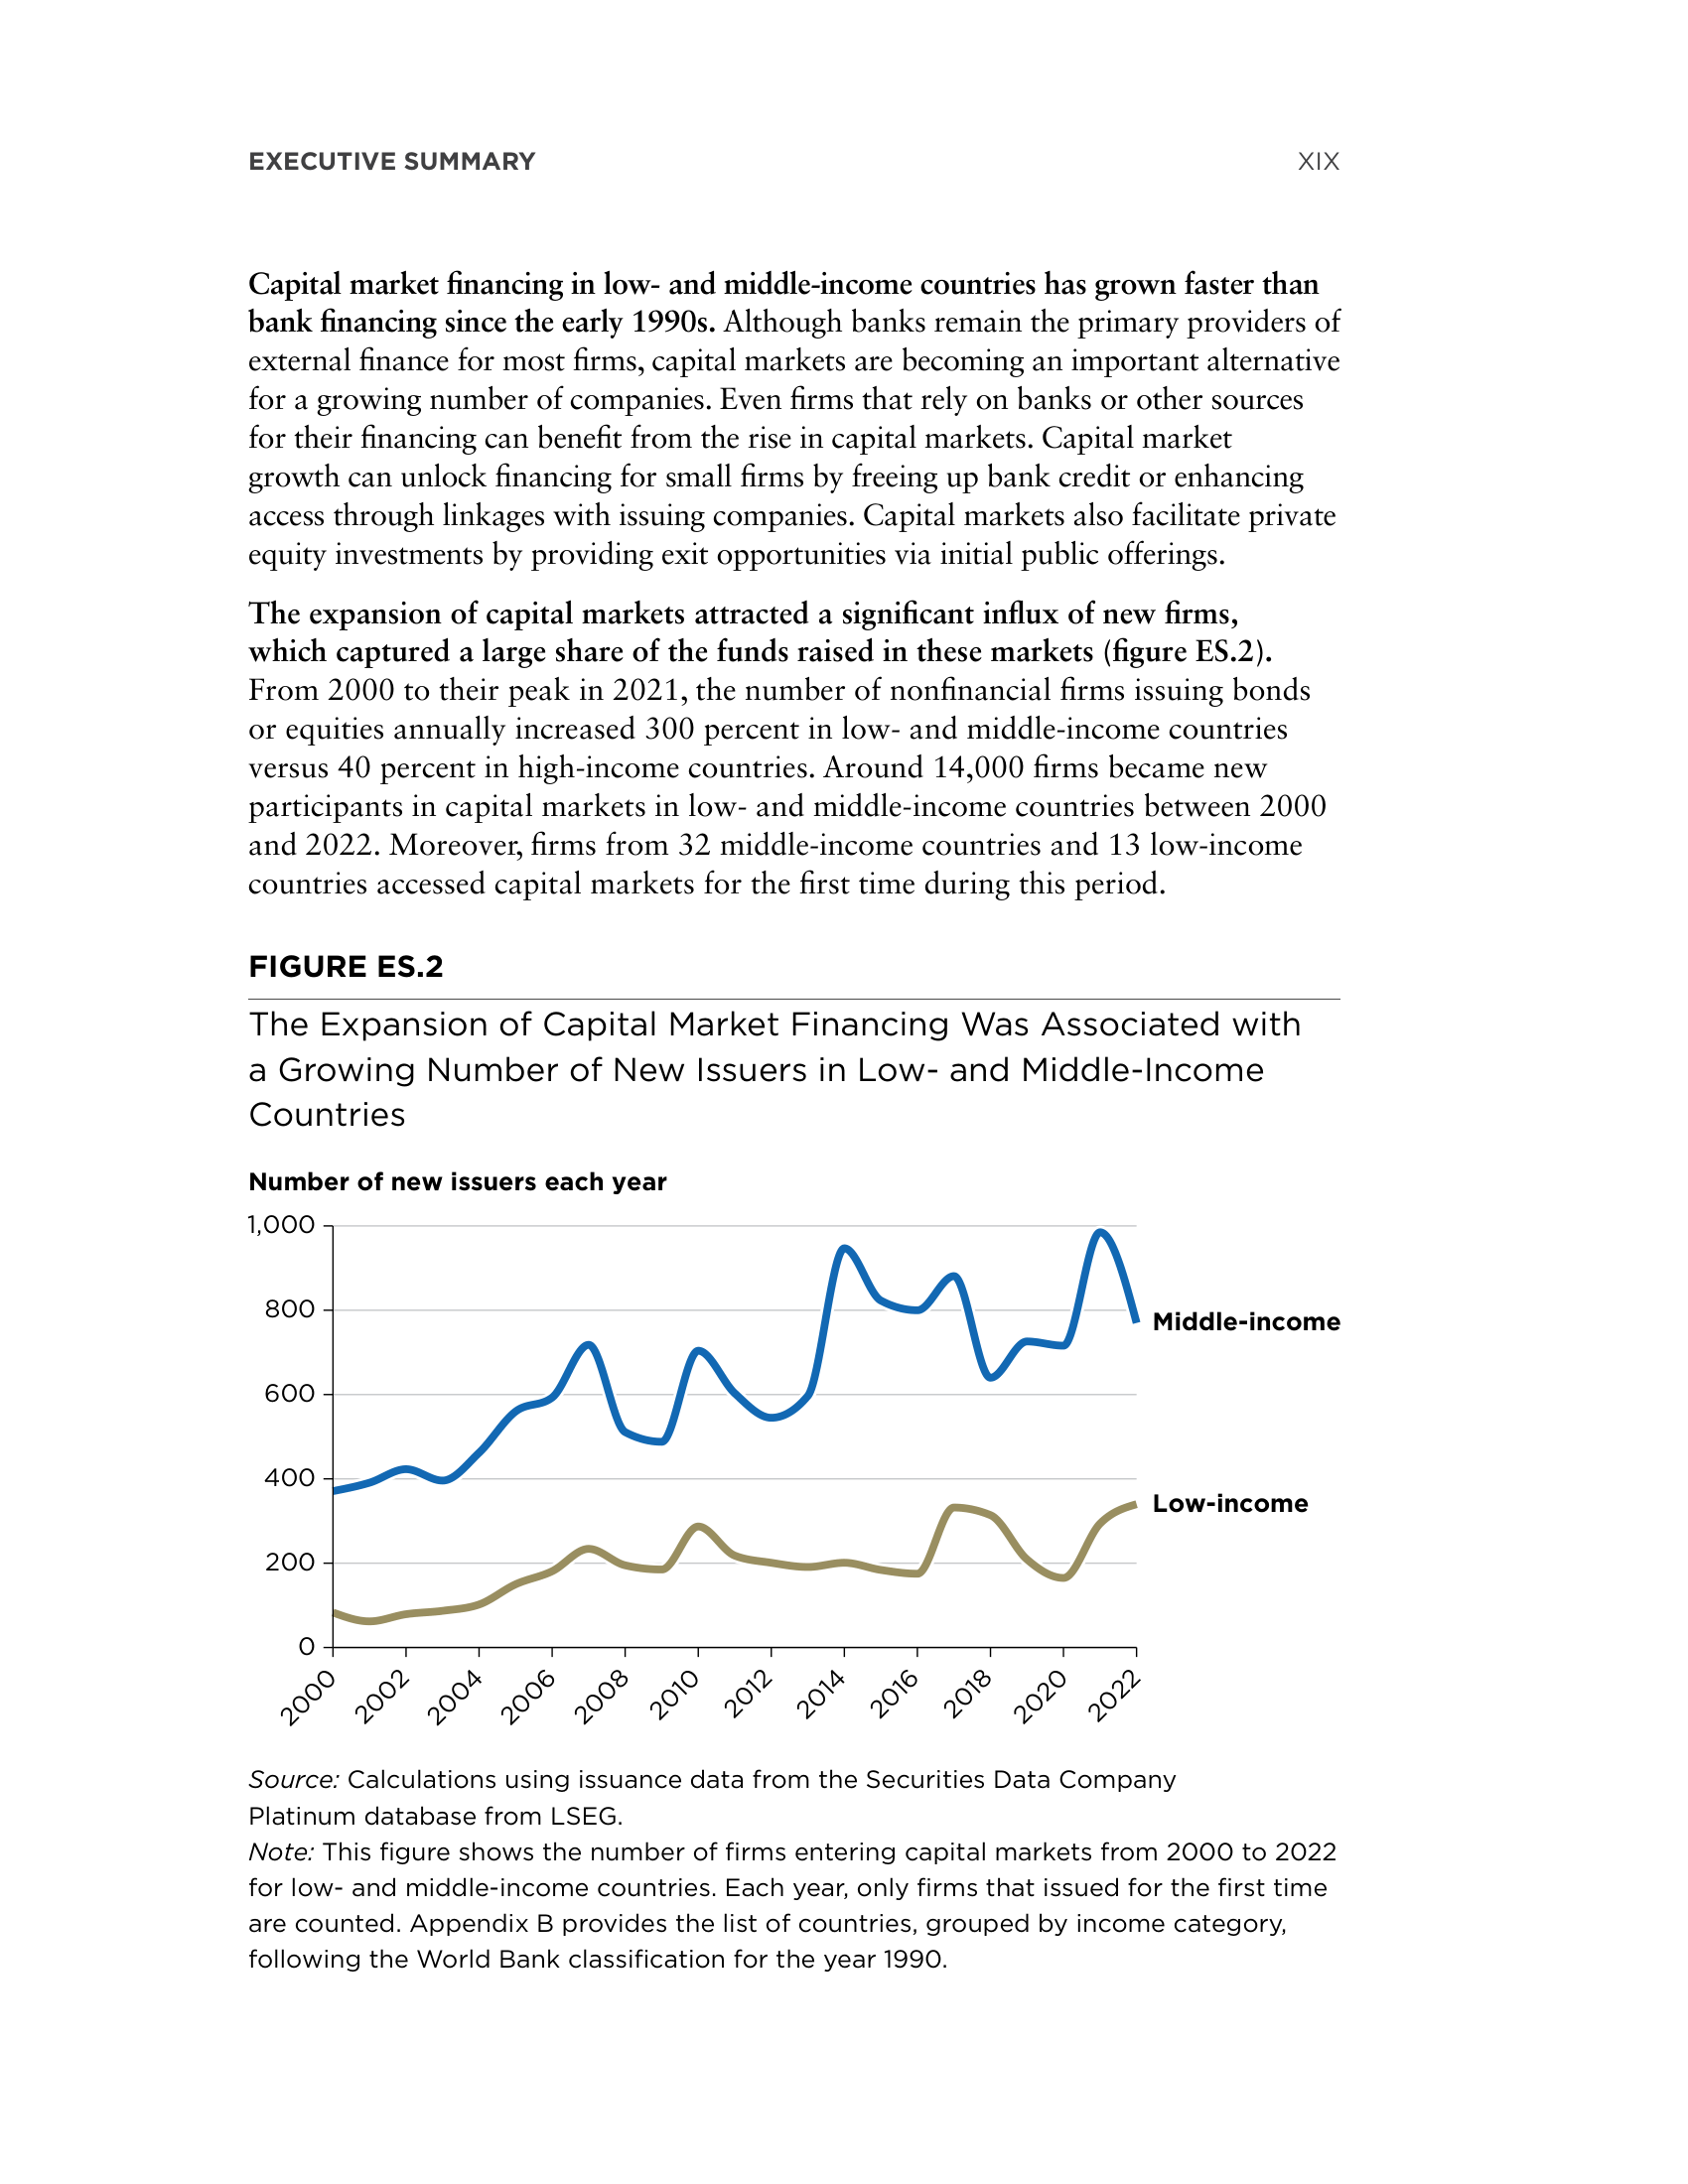 EXECUTIVE SUMMARY XIX
Capital market financing in low- and middle-income countries has grown faster than
bank financing since the early 1990s. Although banks remain the primary providers of
external finance for most firms, capital markets are becoming an important alternative
for a growing number of companies. Even firms that rely on banks or other sources
for their financing can benefit from the rise in capital markets. Capital market
growth can unlock financing for small firms by freeing up bank credit or enhancing
access through linkages with issuing companies. Capital markets also facilitate private
equity investments by providing exit opportunities via initial public offerings.
The expansion of capital markets attracted a significant influx of new firms,
which captured a large share of the funds raised in these markets (figure ES.2).
From 2000 to their peak in 2021, the number of nonfinancial firms issuing bonds
or equities annually increased 300 percent in low- and middle-income countries
versus 40 percent in high-income countries. Around 14,000 firms became new
participants in capital markets in low- and middle-income countries between 2000
and 2022. Moreover, firms from 32 middle-income countries and 13 low-income
countries accessed capital markets for the first time during this period.
FIGURE ES.2
The Expansion of Capital Market Financing Was Associated with
a Growing Number of New Issuers in Low- and Middle-Income
Countries
Number of new issuers each year
1,000
800
Middle-income
600
400
Low-income
200
0
2000 2002 2004 2006 2008 2010 2012 2014 2016 2018 2020 2022
Source: Calculations using issuance data from the Securities Data Company
Platinum database from LSEG.
Note: This figure shows the number of firms entering capital markets from 2000 to 2022
for low- and middle-income countries. Each year, only firms that issued for the first time
are counted. Appendix B provides the list of countries, grouped by income category,
following the World Bank classification for the year 1990.